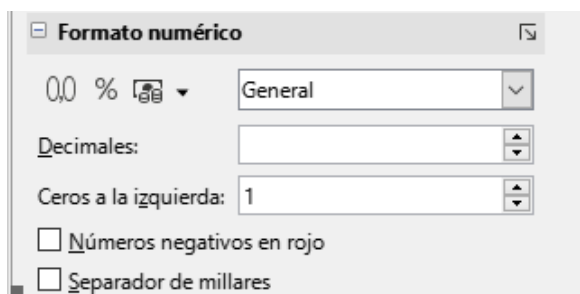 Formato numérico
0,0 % General
Decimales:
Ceros a la izquierda: 1
Números negativos en rojo
Separador de millares